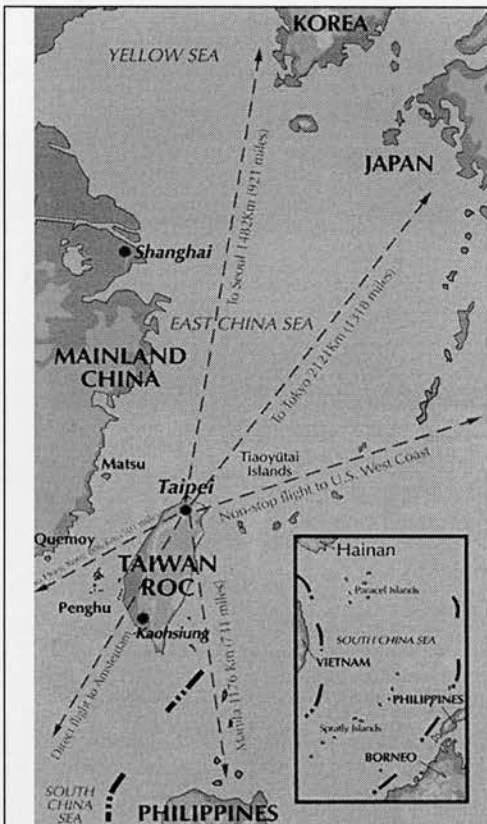 KOREA
YELLOW SEA
JAPAN
To Seoul 1482Km (921 miles)
Shanghai
To Tokyo 2121Km (1318 miles)
EAST CHINA SEA
MAINLAND
CHINA
Tiaoyütai
Islands
Matsu
Non-stop flight to U.S. West Coast
Taipei
Quemoy
TAIWAN
ROC
Penghu
Kaohsiung
Direct flight to Amsterdam
Manila 1176 Km (731 miles)
Hainan
Paracel Islands
SOUTH CHINA SEA
VIETNAM
PHILIPPINES
Spratly Islands
BORNEO
SOUTH
CHINA
SEA
PHILIPPINES